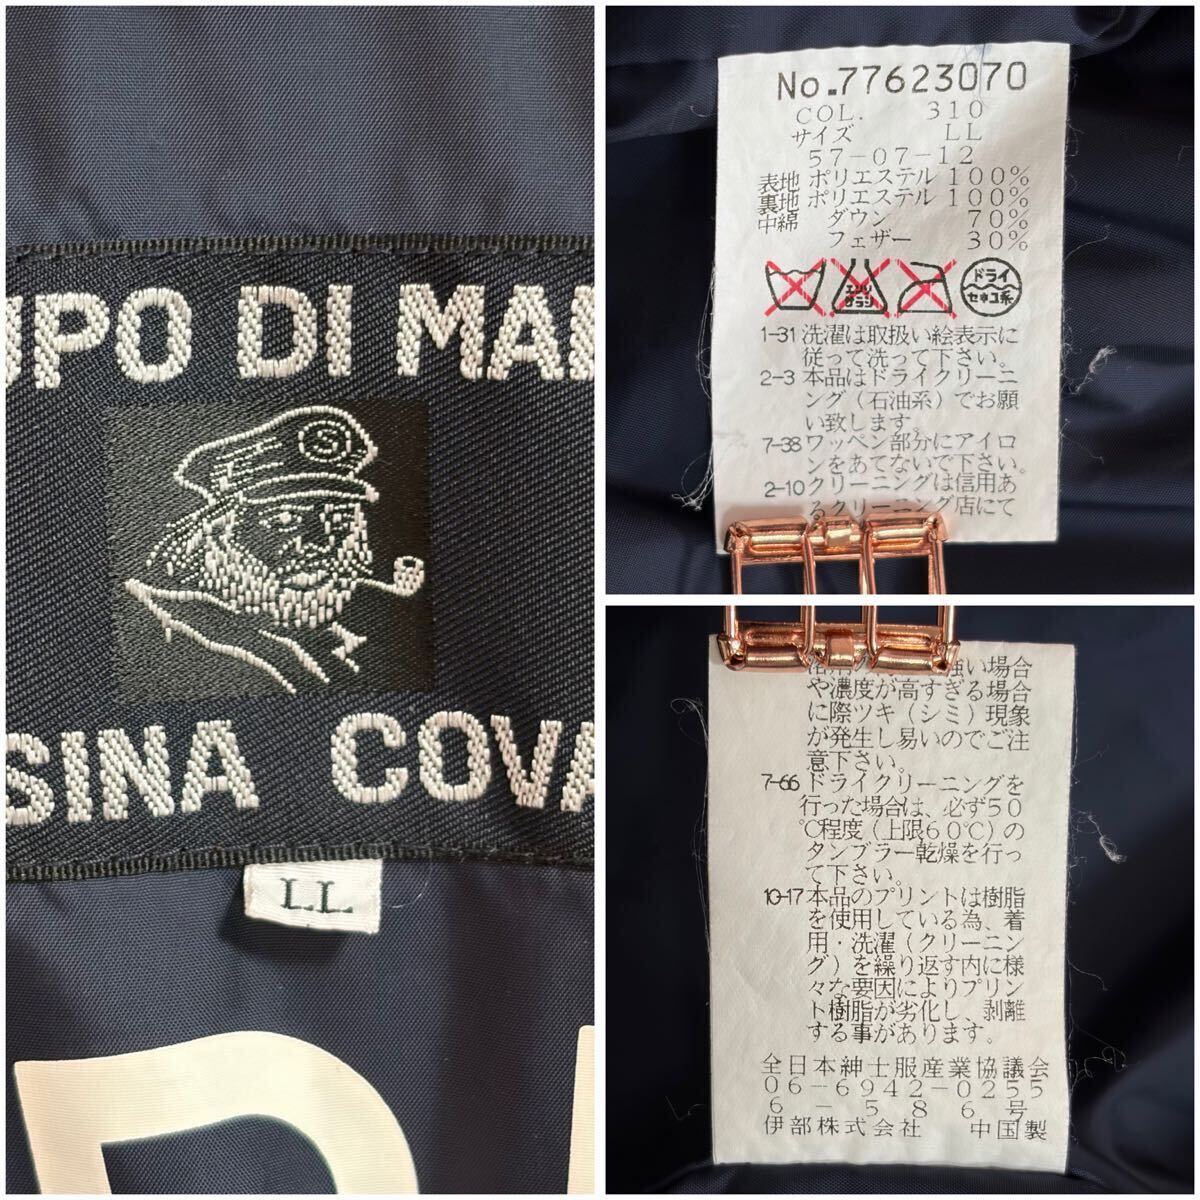 UPO DI MA
S
SINA COVA
LL
No.77623070
COL. 310
サイズ LL
57-07-12
表地 ポリエステル 100%
裏地 ポリエステル 100%
中綿 ダウン 70%
フェザー 30%
エンソ
サラシ
ドライ
セキユ系
1-31 洗濯は取扱い絵表示に
従って洗って下さい。
2-3 本品はドライクリーニ
ング(石油系)でお願
い致します。
7-38 ワッペン部分にアイロ
ンをあてないで下さい。
2-10 クリーニングは信用あ
るクリーニング店にて
強い場合
や濃度が高すぎる場合
に際ツキ(シミ)現象
が発生し易いのでご注
意下さい。
7-66 ドライクリーニングを
行った場合は、必ず50
℃程度(上限60℃)の
タンブラー乾燥を行っ
て下さい。
10-17 本品のプリントは樹脂
を使用している為、着
用・洗濯(クリーニン
グ)を繰り返す内に様
々な要因によりプリン
ト樹脂が劣化し、剥離
する事があります。
全日本紳士服産業協議会
06-6942-0255
6-586号
伊部株式会社 中国製